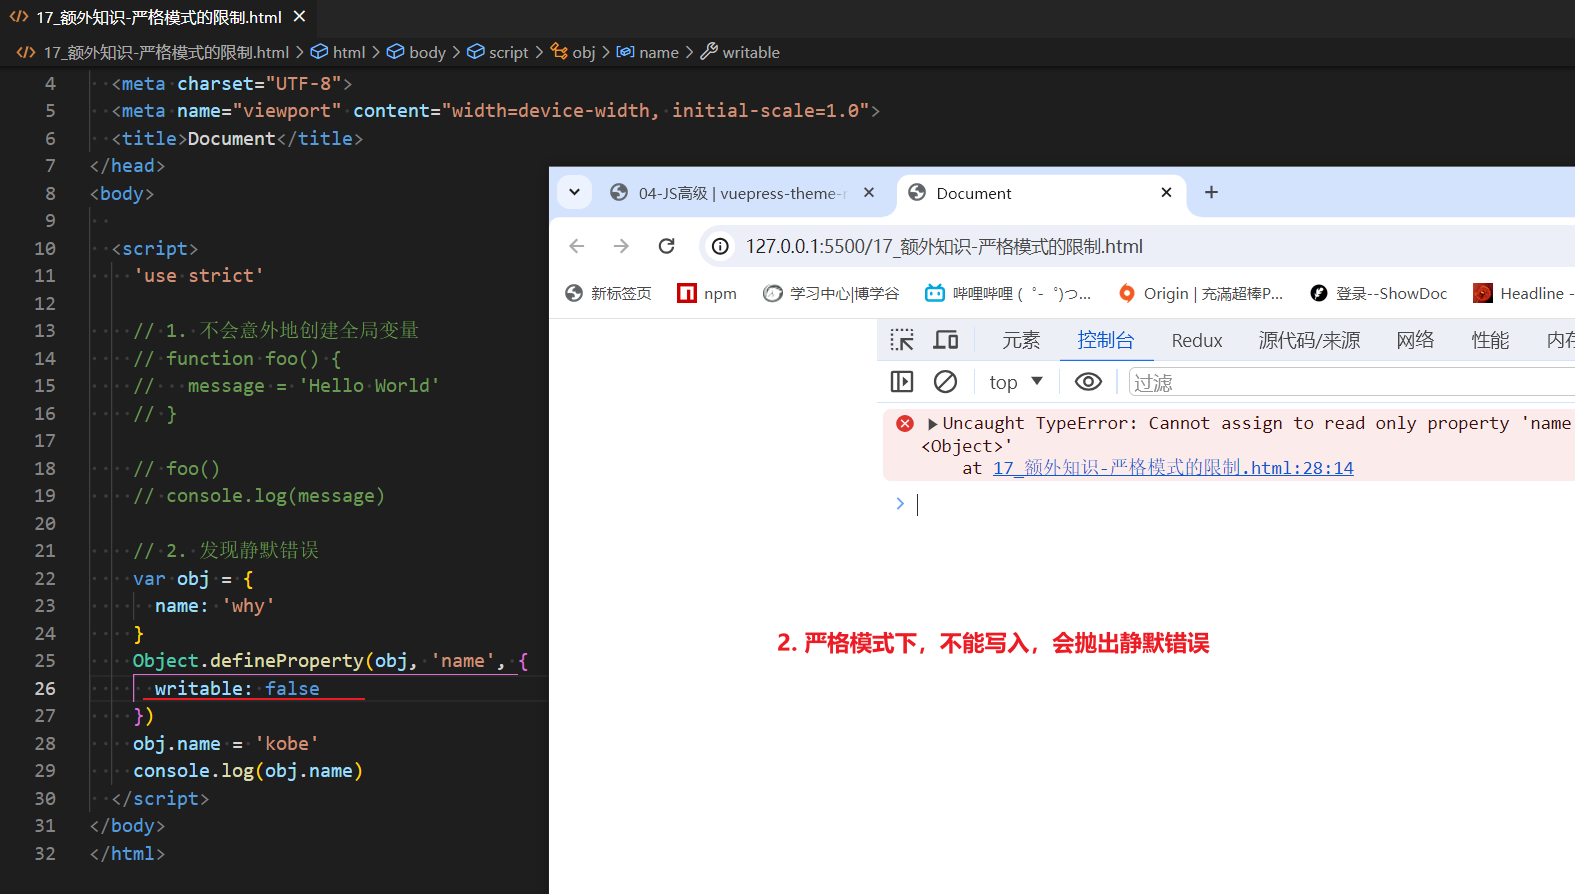 17_额外知识-严格模式的限制.html
17_额外知识-严格模式的限制.html > html > body > script > obj > name > writable
4 <meta charset="UTF-8">
5 <meta name="viewport" content="width=device-width, initial-scale=1.0">
6 <title>Document</title>
7 </head>
8 <body>
9
10 <script>
11 'use strict'
12
13 // 1. 不会意外地创建全局变量
14 // function foo() {
15 //   message = 'Hello World'
16 // }
17
18 // foo()
19 // console.log(message)
20
21 // 2. 发现静默错误
22 var obj = {
23   name: 'why'
24 }
25 Object.defineProperty(obj, 'name', {
26   writable: false
27 })
28 obj.name = 'kobe'
29 console.log(obj.name)
30 </script>
31 </body>
32 </html>
04-JS高级 | vuepress-theme-
Document
127.0.0.1:5500/17_额外知识-严格模式的限制.html
新标签页 npm 学习中心|博学谷 哔哩哔哩 ( ゜- ゜)つ... Origin | 充滿超棒P... 登录--ShowDoc Headline -
元素 控制台 Redux 源代码/来源 网络 性能 内存
top 过滤
Uncaught TypeError: Cannot assign to read only property 'name
<Object>'
at 17_额外知识-严格模式的限制.html:28:14
2. 严格模式下，不能写入，会抛出静默错误